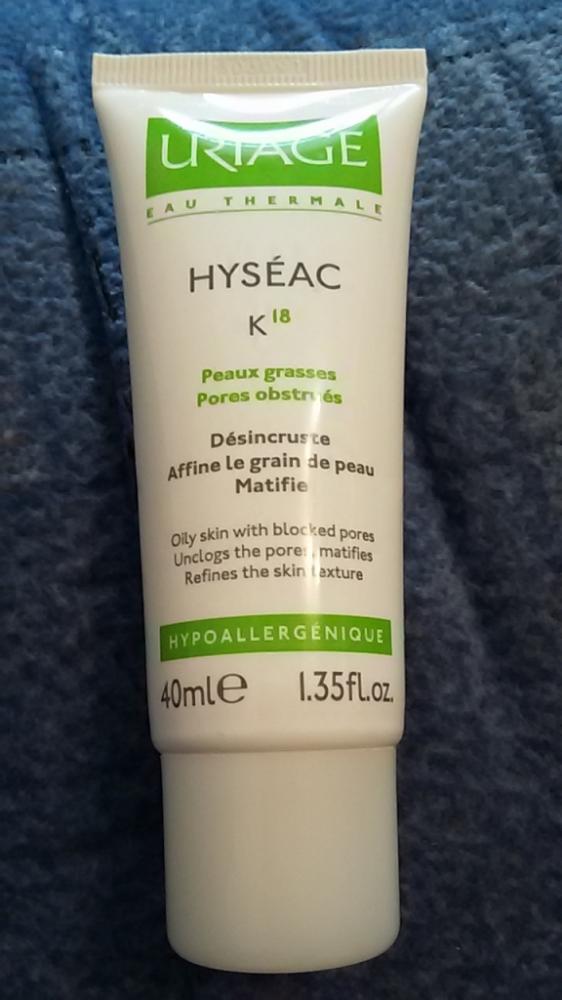 URIAGE
EAU THERMALE
HYSÉAC
K18
Peaux grasses
Pores obstrués
Désincruste
Affine le grain de peau
Matifie
Oily skin with blocked pores
Unclogs the pores, matifies
Refines the skin texture
HYPOALLERGÉNIQUE
40ml℮ 1.35fl.oz.